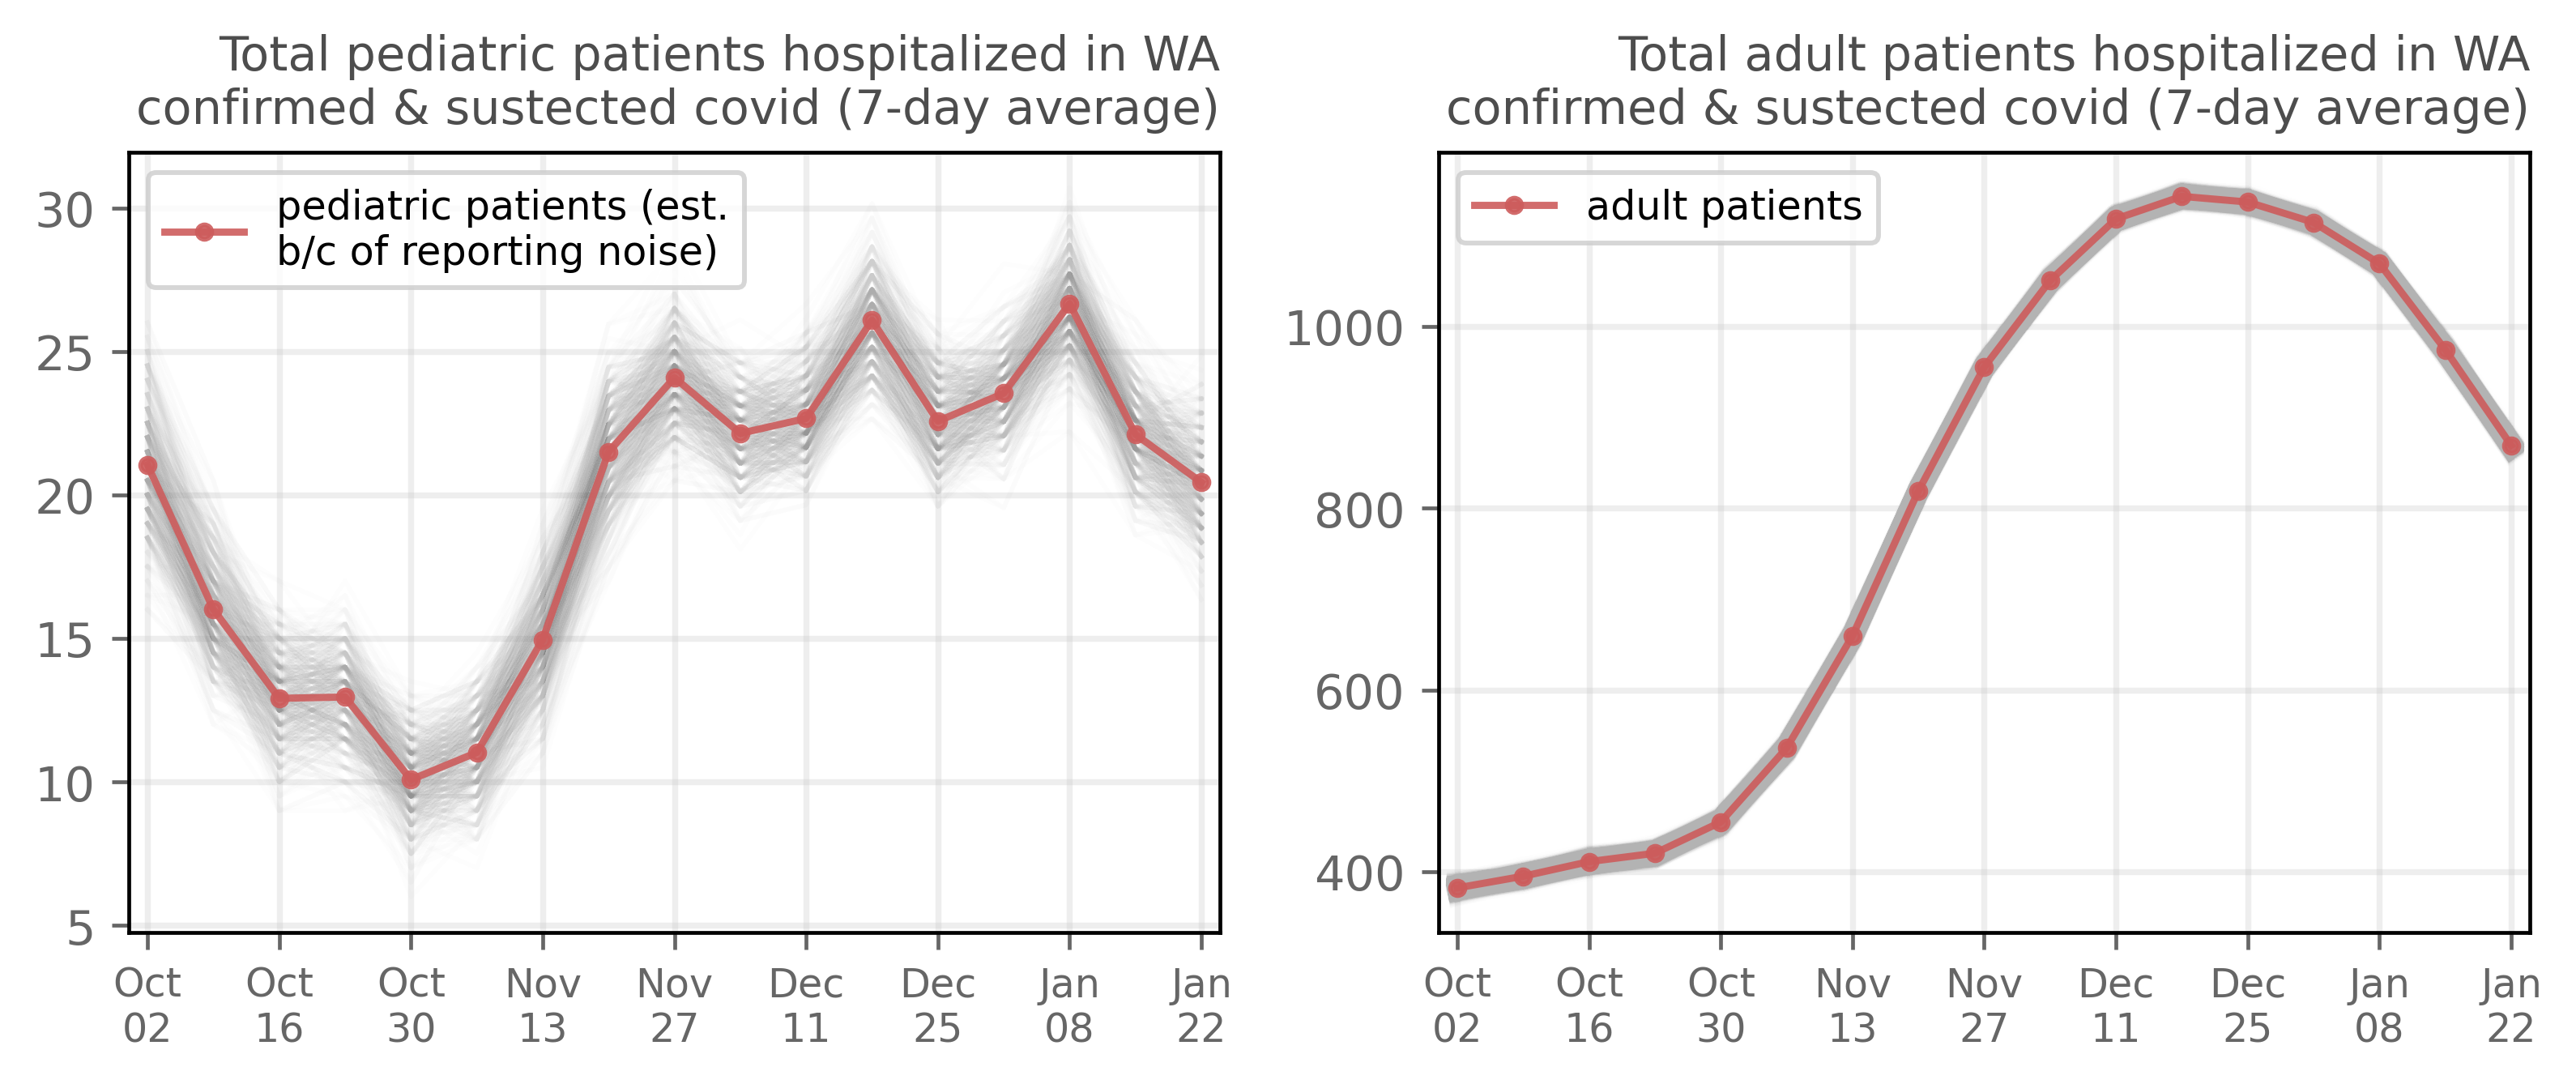 Total pediatric patients hospitalized in WA
confirmed & sustected covid (7-day average)
pediatric patients (est.
b/c of reporting noise)
30
25
20
15
10
5
Oct Oct Oct Nov Nov Dec Dec Jan Jan
02 16 30 13 27 11 25 08 22
Total adult patients hospitalized in WA
confirmed & sustected covid (7-day average)
adult patients
1000
800
600
400
Oct Oct Oct Nov Nov Dec Dec Jan Jan
02 16 30 13 27 11 25 08 22